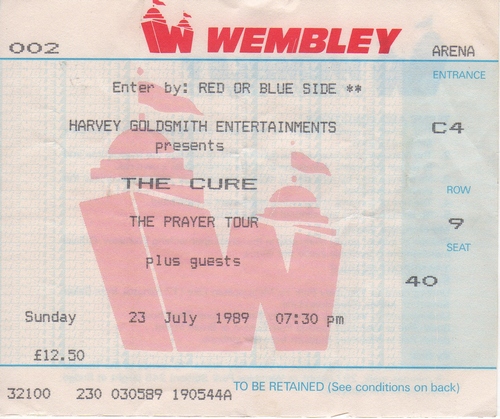 WEMBLEY
002
ARENA
ENTRANCE
Enter by: RED OR BLUE SIDE **
HARVEY GOLDSMITH ENTERTAINMENTS
C4
presents
THE CURE
ROW
THE PRAYER TOUR
9
SEAT
plus guests
40
Sunday 23 July 1989 07:30 pm
£12.50
32100 230 030589 190544A
TO BE RETAINED (See conditions on back)